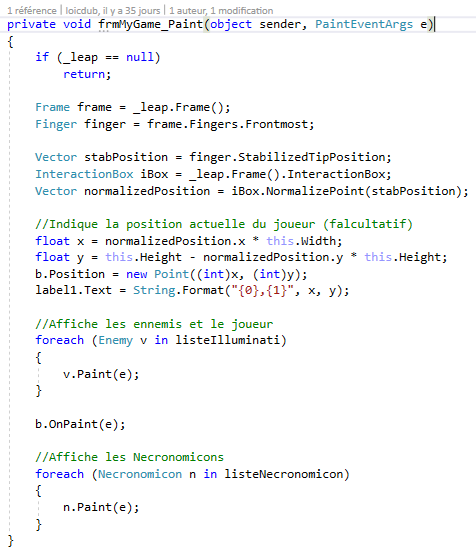 1 référence | loicdub, il y a 35 jours | 1 auteur, 1 modification
private void frmMyGame_Paint(object sender, PaintEventArgs e)
{
    if (_leap == null)
        return;

    Frame frame = _leap.Frame();
    Finger finger = frame.Fingers.Frontmost;

    Vector stabPosition = finger.StabilizedTipPosition;
    InteractionBox iBox = _leap.Frame().InteractionBox;
    Vector normalizedPosition = iBox.NormalizePoint(stabPosition);

    //Indique la position actuelle du joueur (falcultatif)
    float x = normalizedPosition.x * this.Width;
    float y = this.Height - normalizedPosition.y * this.Height;
    b.Position = new Point((int)x, (int)y);
    label1.Text = String.Format("{0},{1}", x, y);

    //Affiche les ennemis et le joueur
    foreach (Enemy v in listeIlluminati)
    {
        v.Paint(e);
    }

    b.OnPaint(e);

    //Affiche les Necronomicons
    foreach (Necronomicon n in listeNecronomicon)
    {
        n.Paint(e);
    }
}